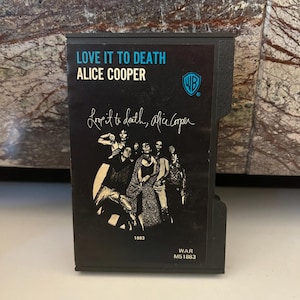 LOVE IT TO DEATH
ALICE COOPER
WB
Love it to death, Alice Cooper
1883
WAR
M51883